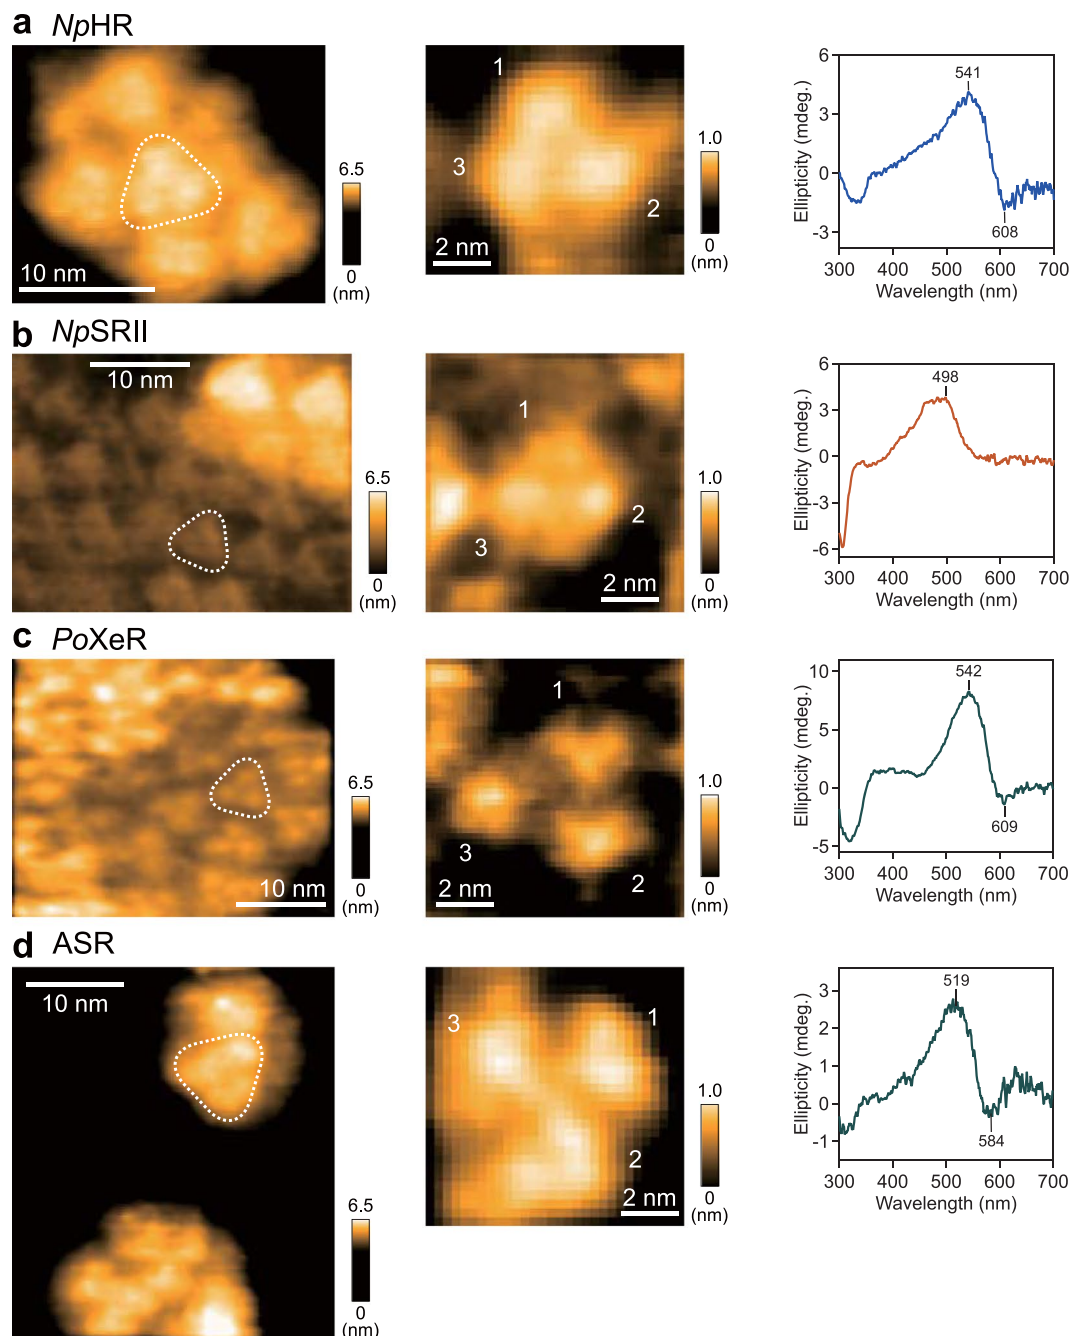 a NpHR
10 nm
6.5
0
(nm)
1
3
2
2 nm
1.0
0
(nm)
Ellipticity (mdeg.)
6
3
0
-3
541
608
300 400 500 600 700
Wavelength (nm)
b NpSRII
10 nm
6.5
0
(nm)
1
2
3
2 nm
1.0
0
(nm)
Ellipticity (mdeg.)
6
3
0
-3
-6
498
300 400 500 600 700
Wavelength (nm)
c PoXeR
10 nm
6.5
0
(nm)
1
3
2
2 nm
1.0
0
(nm)
Ellipticity (mdeg.)
10
5
0
-5
542
609
300 400 500 600 700
Wavelength (nm)
d ASR
10 nm
6.5
0
(nm)
3
1
2
2 nm
1.0
0
(nm)
Ellipticity (mdeg.)
3
2
1
0
-1
519
584
300 400 500 600 700
Wavelength (nm)